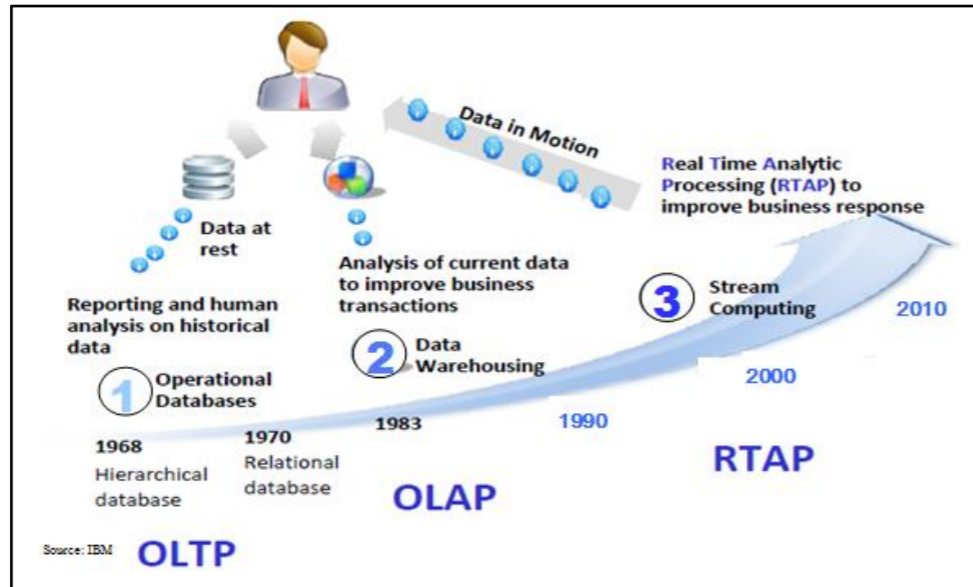 Data in Motion
Real Time Analytic
Processing (RTAP) to
improve business response
Data at
rest
Analysis of current data
to improve business
transactions
Reporting and human
analysis on historical
data
3 Stream
Computing
2010
2 Data
Warehousing
1 Operational
Databases
2000
1990
1983
1970
Relational
database
1968
Hierarchical
database
RTAP
OLAP
Source: IBM
OLTP